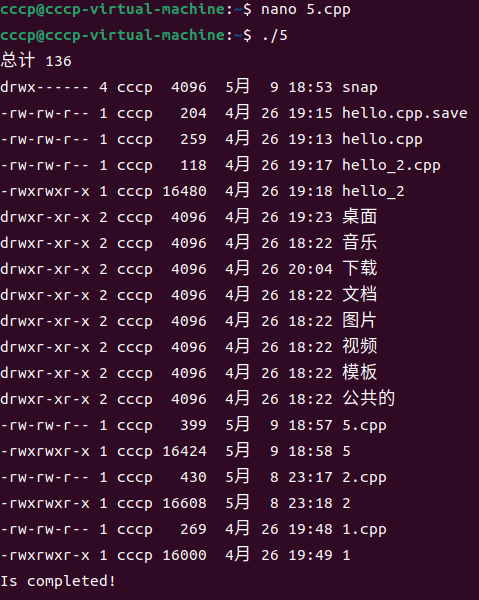 cccp@cccp-virtual-machine:~$ nano 5.cpp
cccp@cccp-virtual-machine:~$ ./5
总计 136
drwx------ 4 cccp  4096  5月  9 18:53 snap
-rw-rw-r-- 1 cccp   204  4月 26 19:15 hello.cpp.save
-rw-rw-r-- 1 cccp   259  4月 26 19:13 hello.cpp
-rw-rw-r-- 1 cccp   118  4月 26 19:17 hello_2.cpp
-rwxrwxr-x 1 cccp 16480  4月 26 19:18 hello_2
drwxr-xr-x 2 cccp  4096  4月 26 19:23 桌面
drwxr-xr-x 2 cccp  4096  4月 26 18:22 音乐
drwxr-xr-x 2 cccp  4096  4月 26 20:04 下载
drwxr-xr-x 2 cccp  4096  4月 26 18:22 文档
drwxr-xr-x 2 cccp  4096  4月 26 18:22 图片
drwxr-xr-x 2 cccp  4096  4月 26 18:22 视频
drwxr-xr-x 2 cccp  4096  4月 26 18:22 模板
drwxr-xr-x 2 cccp  4096  4月 26 18:22 公共的
-rw-rw-r-- 1 cccp   399  5月  9 18:57 5.cpp
-rwxrwxr-x 1 cccp 16424  5月  9 18:58 5
-rw-rw-r-- 1 cccp   430  5月  8 23:17 2.cpp
-rwxrwxr-x 1 cccp 16608  5月  8 23:18 2
-rw-rw-r-- 1 cccp   269  4月 26 19:48 1.cpp
-rwxrwxr-x 1 cccp 16000  4月 26 19:49 1
Is completed!